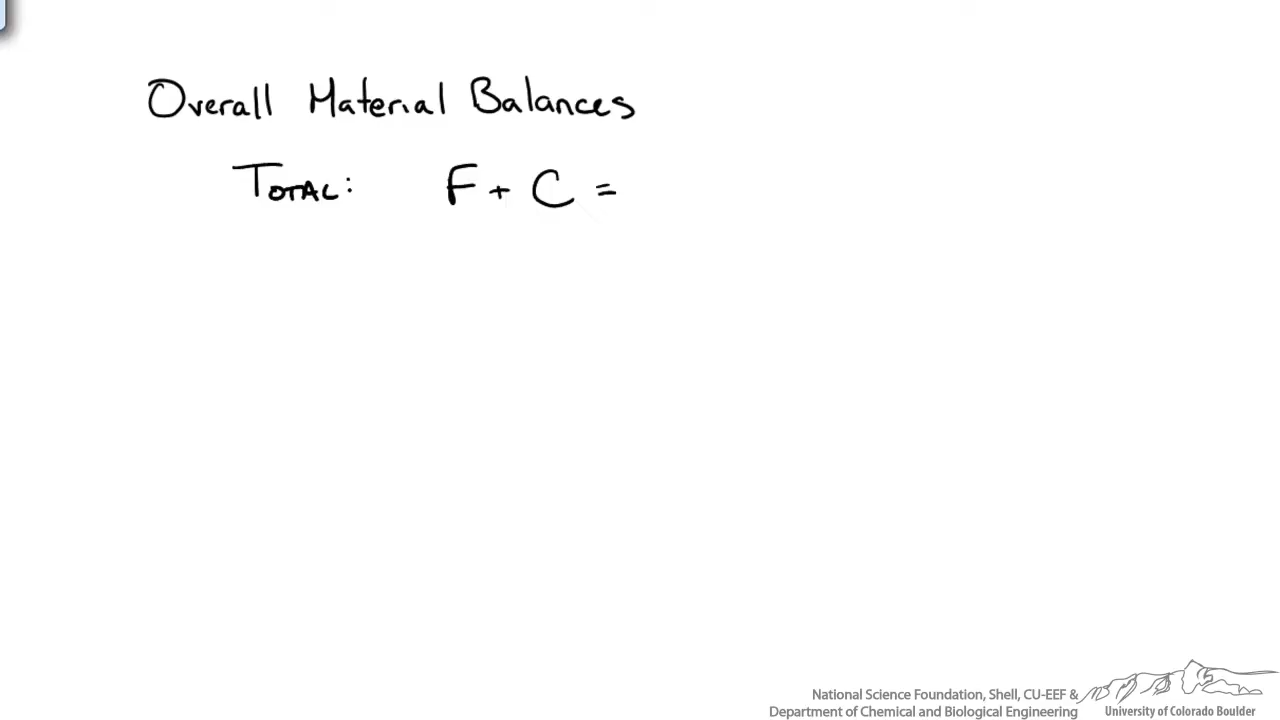 Overall Material Balances
TOTAL: F + C =
National Science Foundation, Shell, CU-EEF &
Department of Chemical and Biological Engineering
University of Colorado Boulder